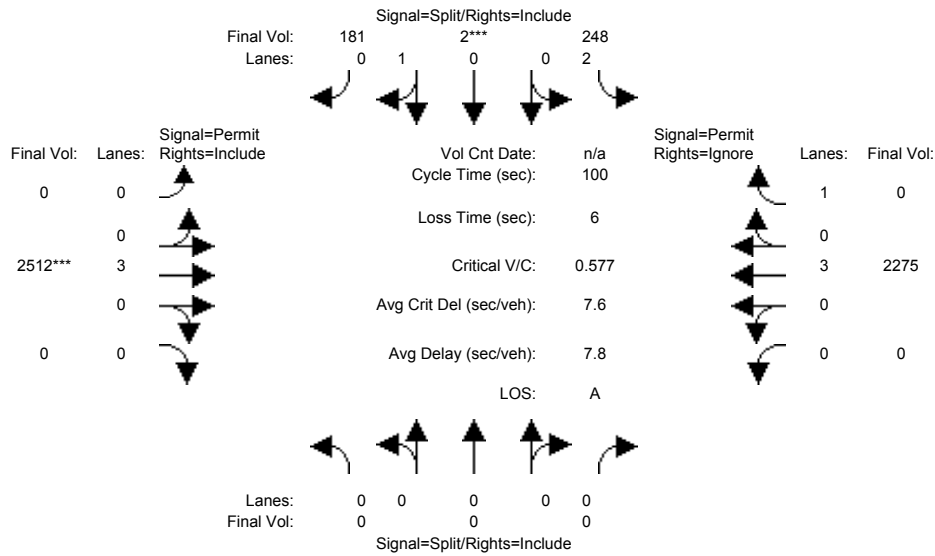 Signal=Split/Rights=Include
Final Vol: 181 2*** 248
Lanes: 0 1 0 0 2
Signal=Permit Signal=Permit
Final Vol: Lanes: Rights=Include Vol Cnt Date: n/a Rights=Ignore Lanes: Final Vol:
Cycle Time (sec): 100
0 0 1 0
Loss Time (sec): 6
0 0
2512*** 3 Critical V/C: 0.577 3 2275
0 Avg Crit Del (sec/veh): 7.6 0
0 0 Avg Delay (sec/veh): 7.8 0 0
LOS: A
Lanes: 0 0 0 0 0
Final Vol: 0 0 0
Signal=Split/Rights=Include